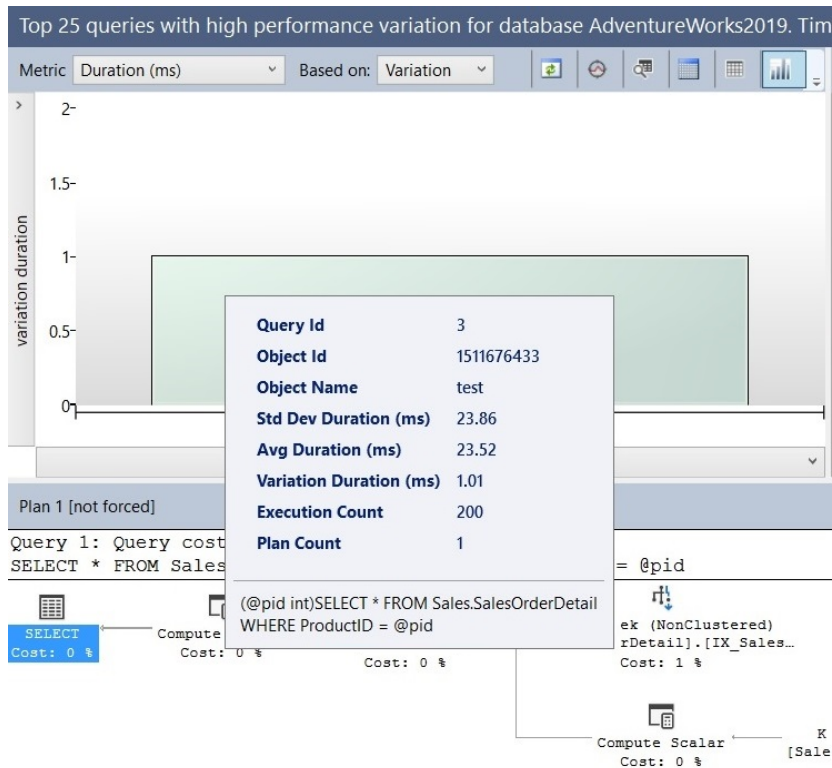 Top 25 queries with high performance variation for database AdventureWorks2019. Tim
Metric Duration (ms) Based on: Variation
2
1.5
1
0.5
0
variation duration
Query Id 3
Object Id 1511676433
Object Name test
Std Dev Duration (ms) 23.86
Avg Duration (ms) 23.52
Variation Duration (ms) 1.01
Execution Count 200
Plan Count 1
(@pid int)SELECT * FROM Sales.SalesOrderDetail
WHERE ProductID = @pid
Plan 1 [not forced]
Query 1: Query cost
SELECT * FROM Sales = @pid
SELECT
Cost: 0 %
Compute
Cost: 0 %
Cost: 0 %
ek (NonClustered)
rDetail].[IX_Sales…
Cost: 1 %
Compute Scalar
Cost: 0 %
K
[Sale